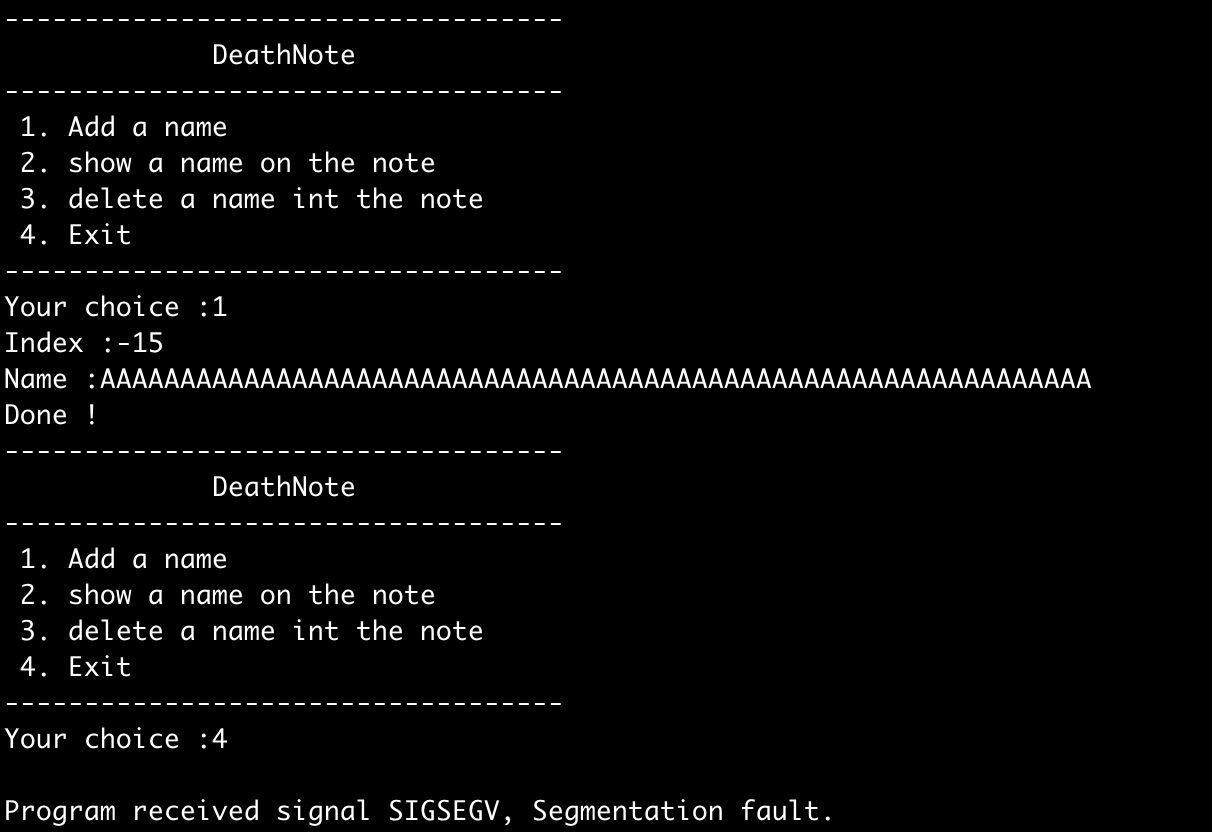 -----------------------------------
DeathNote
-----------------------------------
1. Add a name
2. show a name on the note
3. delete a name int the note
4. Exit
-----------------------------------
Your choice :1
Index :-15
Name :AAAAAAAAAAAAAAAAAAAAAAAAAAAAAAAAAAAAAAAAAAAAAAAAAAAAAAAAAAAAAA
Done !
-----------------------------------
DeathNote
-----------------------------------
1. Add a name
2. show a name on the note
3. delete a name int the note
4. Exit
-----------------------------------
Your choice :4
Program received signal SIGSEGV, Segmentation fault.